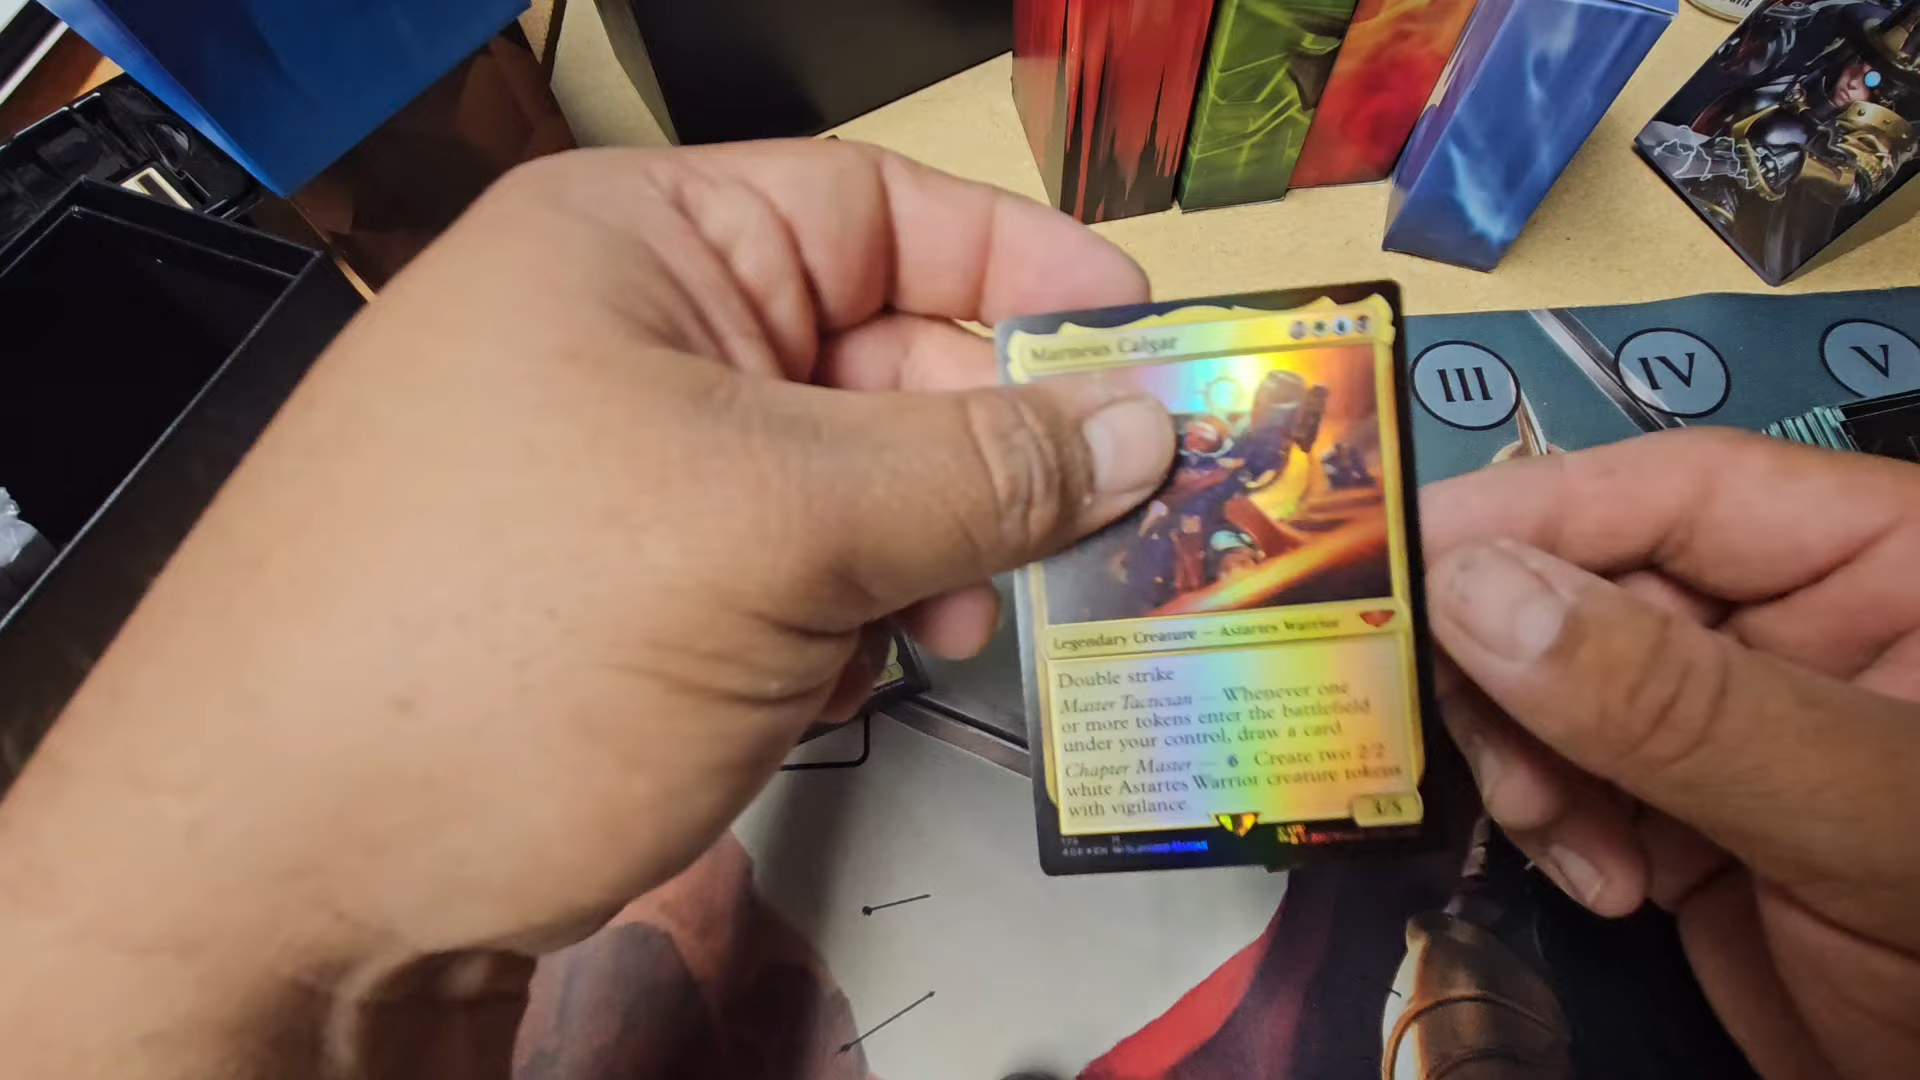 III
IV
V
Marneus Calgar
Legendary Creature — Astartes Warrior
Double strike
Master Tactician — Whenever one
or more tokens enter the battlefield
under your control, draw a card.
Chapter Master — 6 Create two 2/2
white Astartes Warrior creature tokens
with vigilance.
3/5